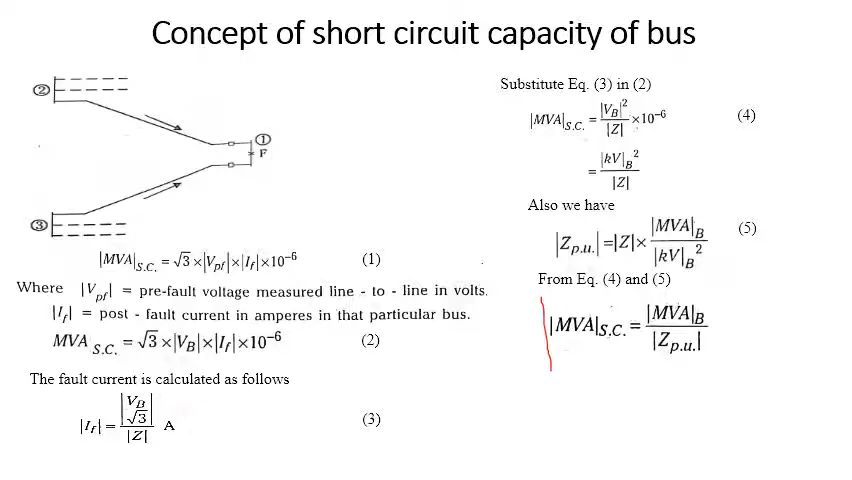 Concept of short circuit capacity of bus
②
①
F
③
|MVA|S.C. = √3 ×|Vpf|×|If|×10⁻⁶ (1)
Where |Vpf| = pre-fault voltage measured line - to - line in volts.
|If| = post - fault current in amperes in that particular bus.
MVA S.C. = √3 ×|VB|×|If|×10⁻⁶ (2)
The fault current is calculated as follows
|If| = |VB/√3| / |Z| A (3)
Substitute Eq. (3) in (2)
|MVA|S.C. = |VB|² / |Z| ×10⁻⁶ (4)
= |kV|B² / |Z|
Also we have
|Zp.u.| = |Z| × |MVA|B / |kV|B² (5)
From Eq. (4) and (5)
|MVA|S.C. = |MVA|B / |Zp.u.|